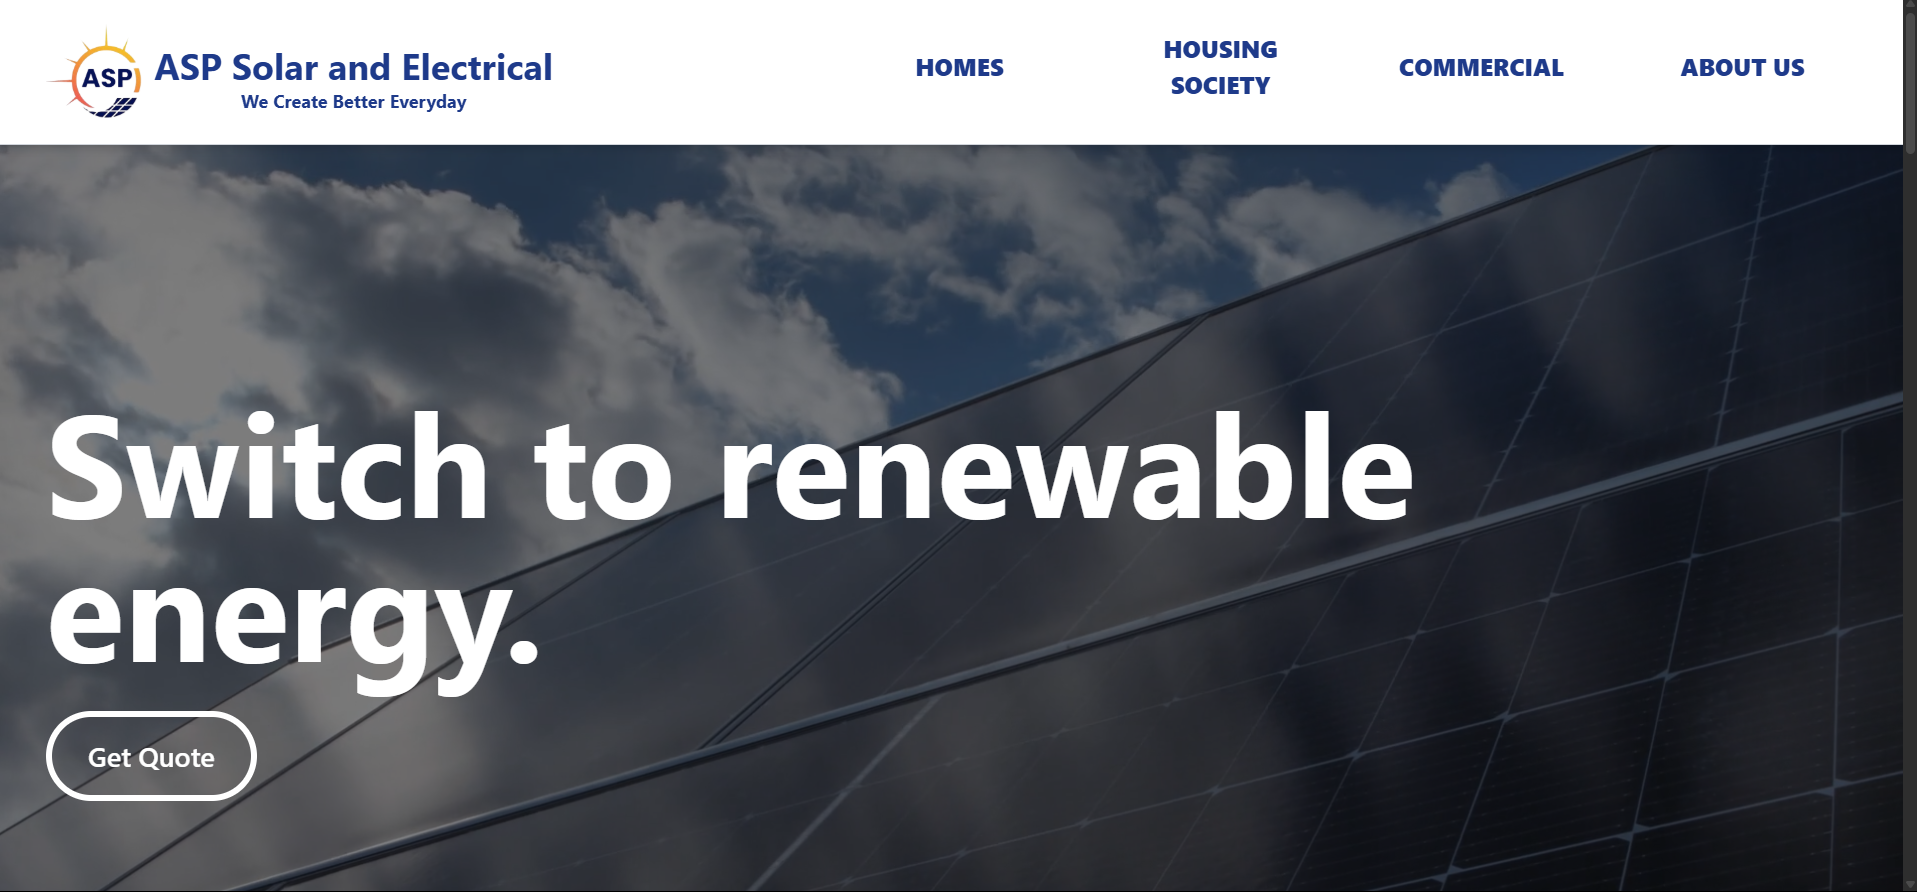 ASP
ASP Solar and Electrical
We Create Better Everyday
HOMES
HOUSING
SOCIETY
COMMERCIAL
ABOUT US
Switch to renewable
energy.
Get Quote